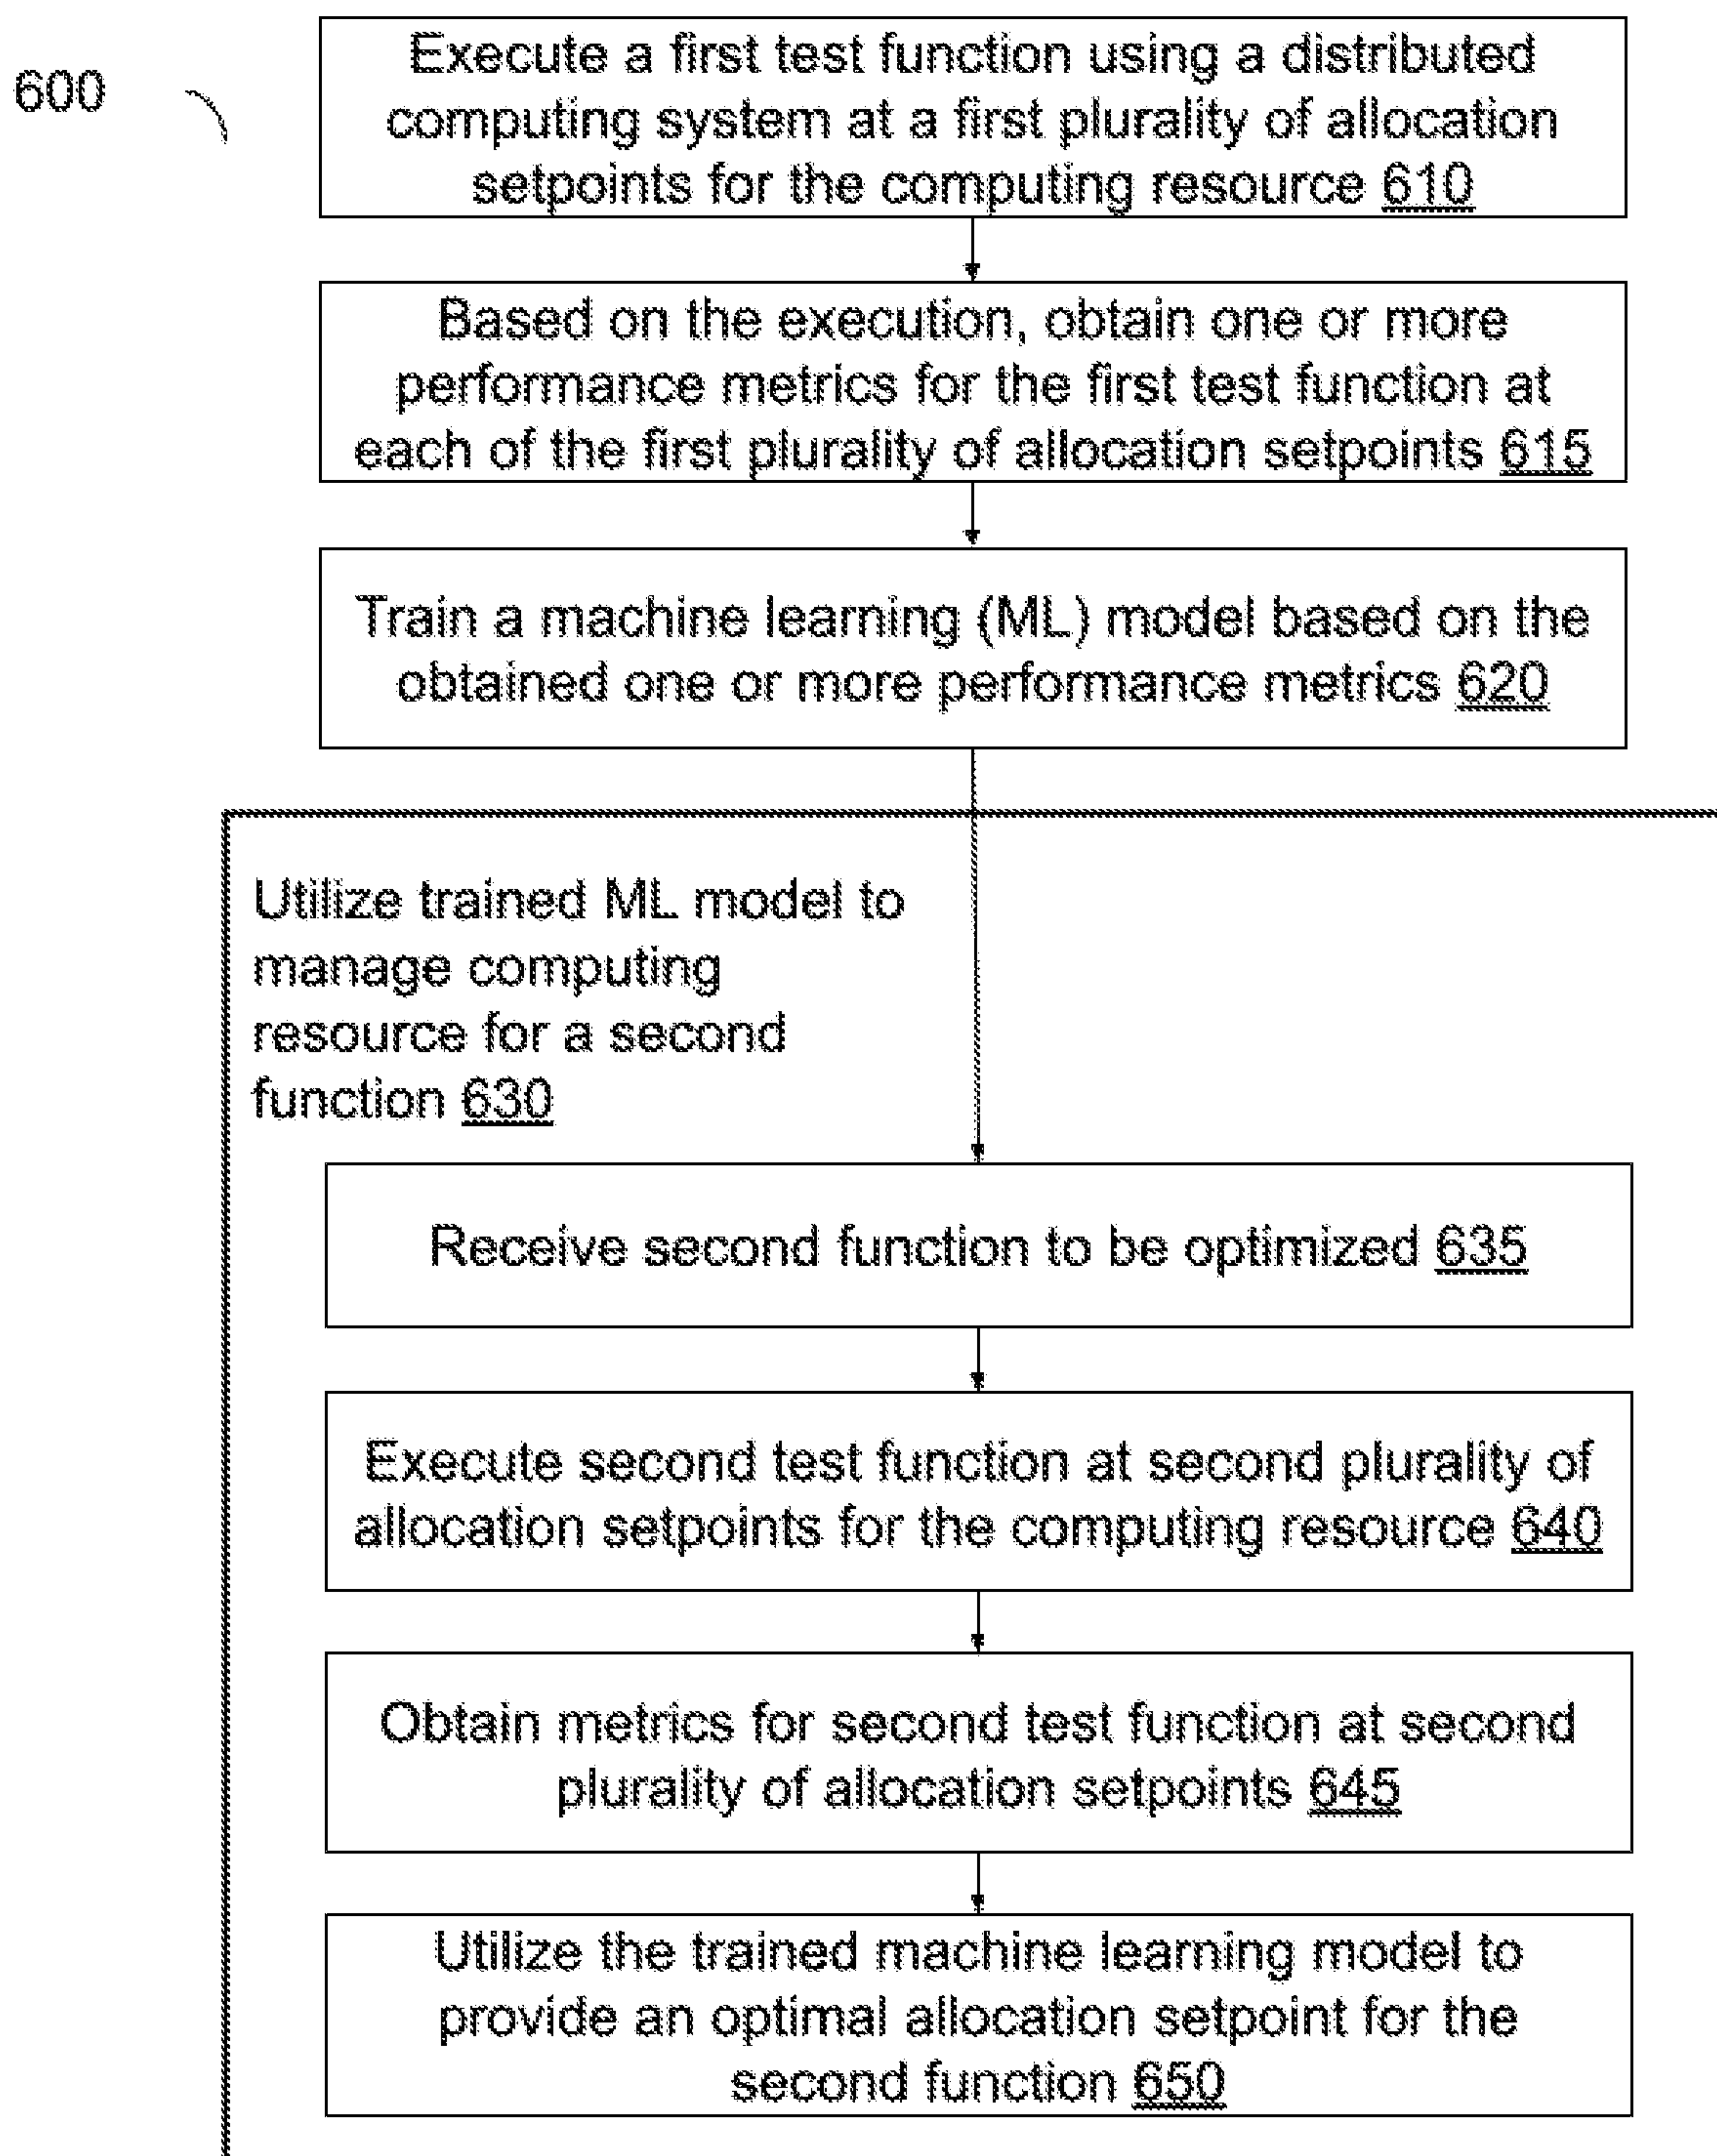 600
Execute a first test function using a distributed
computing system at a first plurality of allocation
setpoints for the computing resource 610
Based on the execution, obtain one or more
performance metrics for the first test function at
each of the first plurality of allocation setpoints 615
Train a machine learning (ML) model based on the
obtained one or more performance metrics 620
Utilize trained ML model to
manage computing
resource for a second
function 630
Receive second function to be optimized 635
Execute second test function at second plurality of
allocation setpoints for the computing resource 640
Obtain metrics for second test function at second
plurality of allocation setpoints 645
Utilize the trained machine learning model to
provide an optimal allocation setpoint for the
second function 650